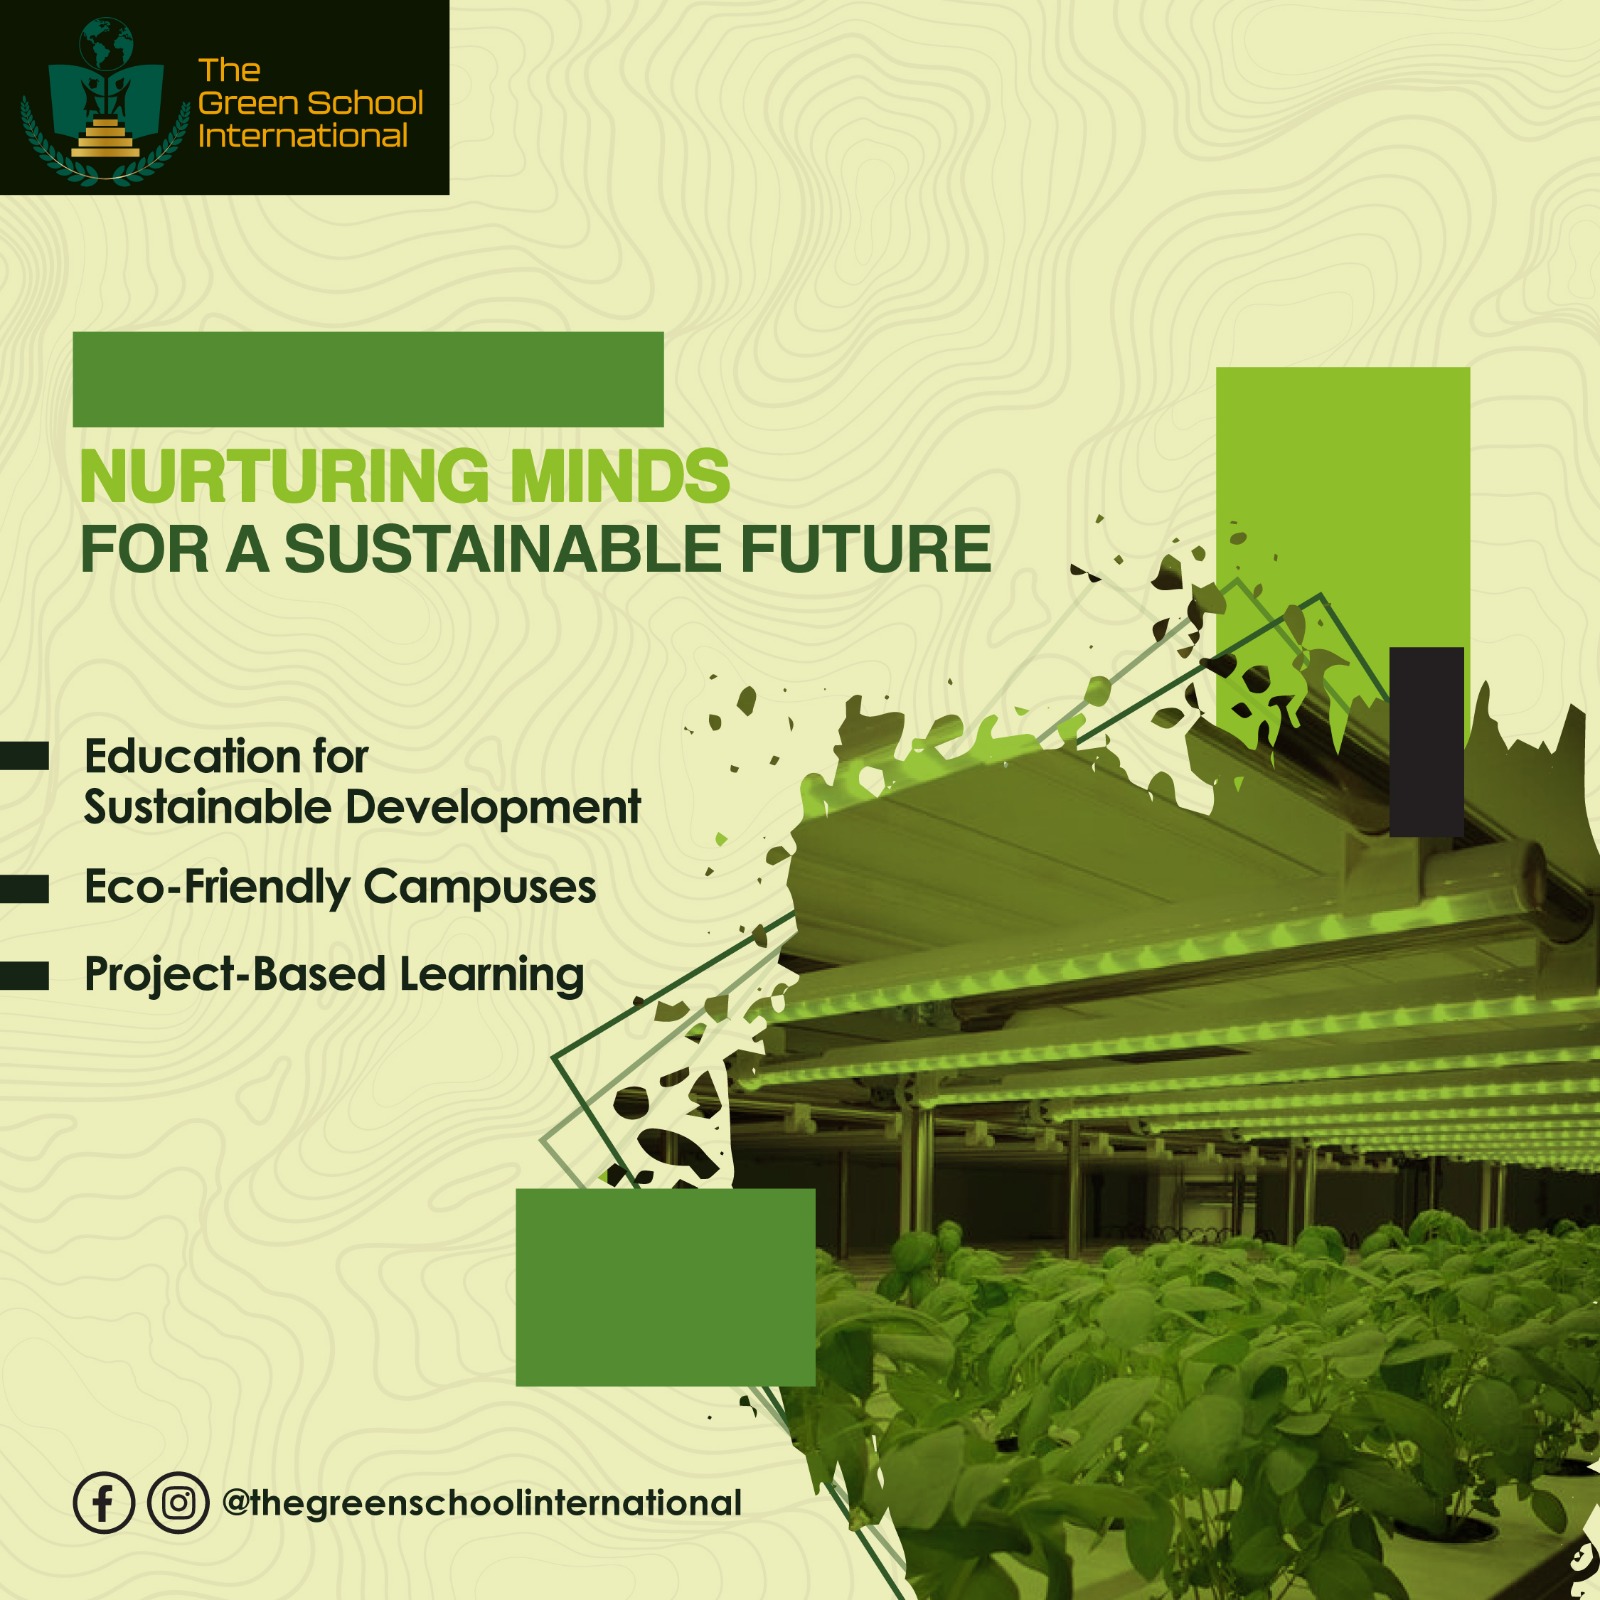 The
Green School
International
NURTURING MINDS
FOR A SUSTAINABLE FUTURE
Education for
Sustainable Development
Eco-Friendly Campuses
Project-Based Learning
@thegreenschoolinternational